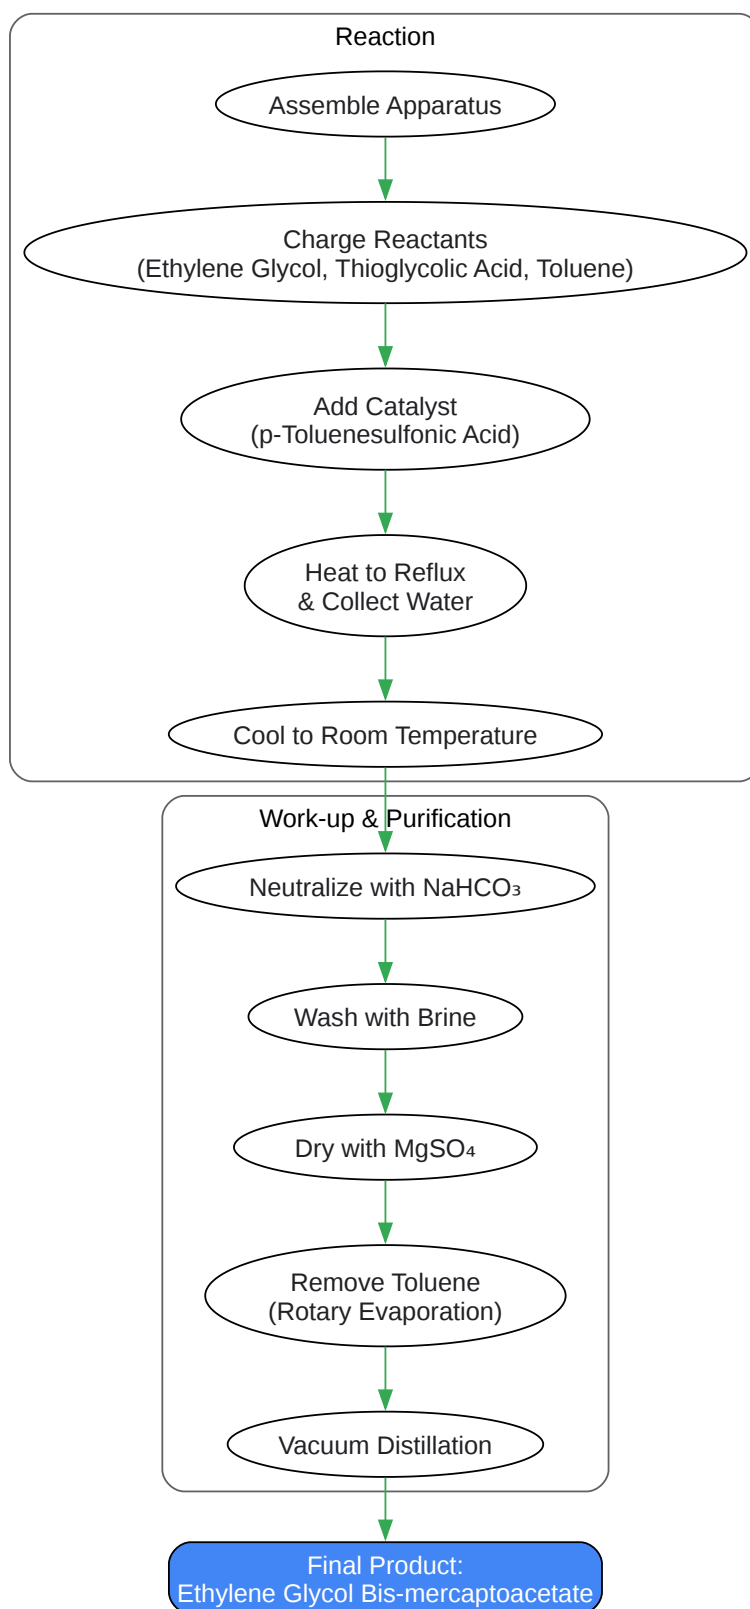 Reaction
Assemble Apparatus
Charge Reactants
(Ethylene Glycol, Thioglycolic Acid, Toluene)
Add Catalyst
(p-Toluenesulfonic Acid)
Heat to Reflux
& Collect Water
Cool to Room Temperature
Work-up & Purification
Neutralize with NaHCO₃
Wash with Brine
Dry with MgSO₄
Remove Toluene
(Rotary Evaporation)
Vacuum Distillation
Final Product:
Ethylene Glycol Bis-mercaptoacetate